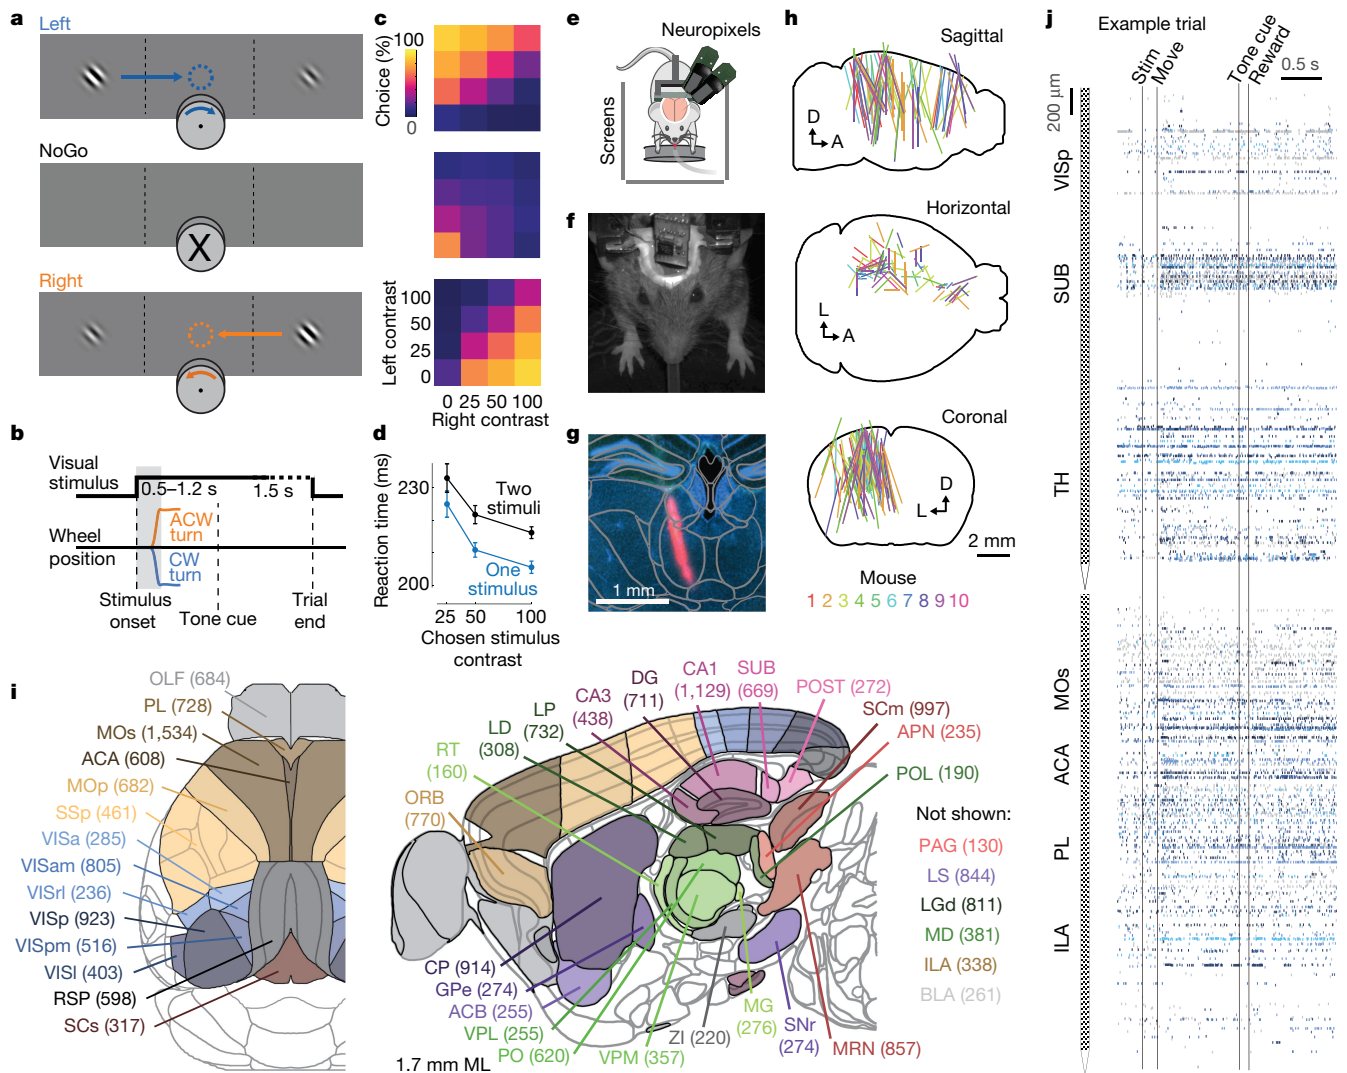 a
Left
NoGo
X
Right
b
Visual
stimulus
0.5–1.2 s
1.5 s
Wheel
position
ACW
turn
CW
turn
Stimulus
onset
Tone cue
Trial
end
c
Choice (%)
100
0
Left contrast
100
50
25
0
0 25 50 100
Right contrast
d
Reaction time (ms)
230
200
Two
stimuli
One
stimulus
25 50 100
Chosen stimulus
contrast
e
Neuropixels
Screens
f
g
1 mm
h
Sagittal
D
A
Horizontal
L
A
Coronal
D
L
2 mm
Mouse
1 2 3 4 5 6 7 8 9 10
i
OLF (684)
PL (728)
MOs (1,534)
ACA (608)
MOp (682)
SSp (461)
VISa (285)
VISam (805)
VISrl (236)
VISp (923)
VISpm (516)
VISl (403)
RSP (598)
SCs (317)
ORB
(770)
RT
(160)
LD
(308)
LP
(732)
CA3
(438)
DG
(711)
CA1
(1,129)
SUB
(669)
POST (272)
SCm (997)
APN (235)
POL (190)
Not shown:
PAG (130)
LS (844)
LGd (811)
MD (381)
ILA (338)
BLA (261)
CP (914)
GPe (274)
ACB (255)
VPL (255)
PO (620)
VPM (357)
ZI (220)
MG
(276)
SNr
(274)
MRN (857)
1.7 mm ML
j
Example trial
Stim
Move
Tone cue
Reward
0.5 s
200 µm
VISp
SUB
TH
MOs
ACA
PL
ILA